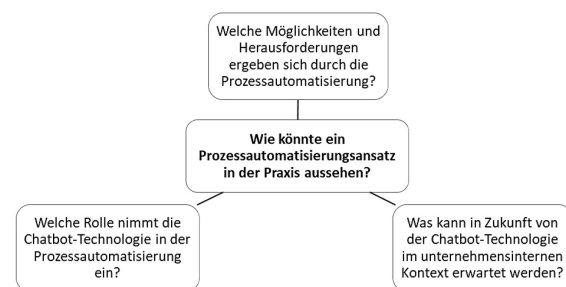 Welche Möglichkeiten und
Herausforderungen
ergeben sich durch die
Prozessautomatisierung?
Wie könnte ein
Prozessautomatisierungsansatz
in der Praxis aussehen?
Welche Rolle nimmt die
Chatbot-Technologie in der
Prozessautomatisierung
ein?
Was kann in Zukunft von
der Chatbot-Technologie
im unternehmensinternen
Kontext erwartet werden?